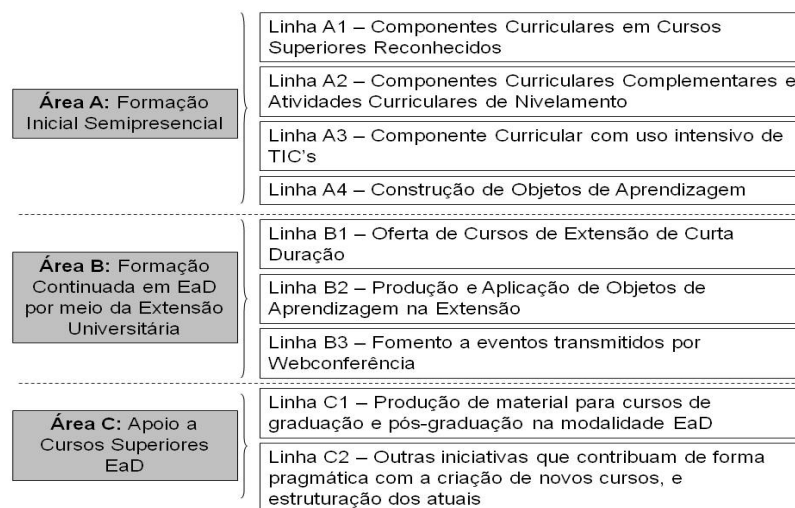 Área A: Formação
Inicial Semipresencial
Linha A1 – Componentes Curriculares em Cursos
Superiores Reconhecidos
Linha A2 – Componentes Curriculares Complementares e
Atividades Curriculares de Nivelamento
Linha A3 – Componente Curricular com uso intensivo de
TIC's
Linha A4 – Construção de Objetos de Aprendizagem
Área B: Formação
Continuada em EaD
por meio da Extensão
Universitária
Linha B1 – Oferta de Cursos de Extensão de Curta
Duração
Linha B2 – Produção e Aplicação de Objetos de
Aprendizagem na Extensão
Linha B3 – Fomento a eventos transmitidos por
Webconferência
Área C: Apoio a
Cursos Superiores
EaD
Linha C1 – Produção de material para cursos de
graduação e pós-graduação na modalidade EaD
Linha C2 – Outras iniciativas que contribuam de forma
pragmática com a criação de novos cursos, e
estruturação dos atuais